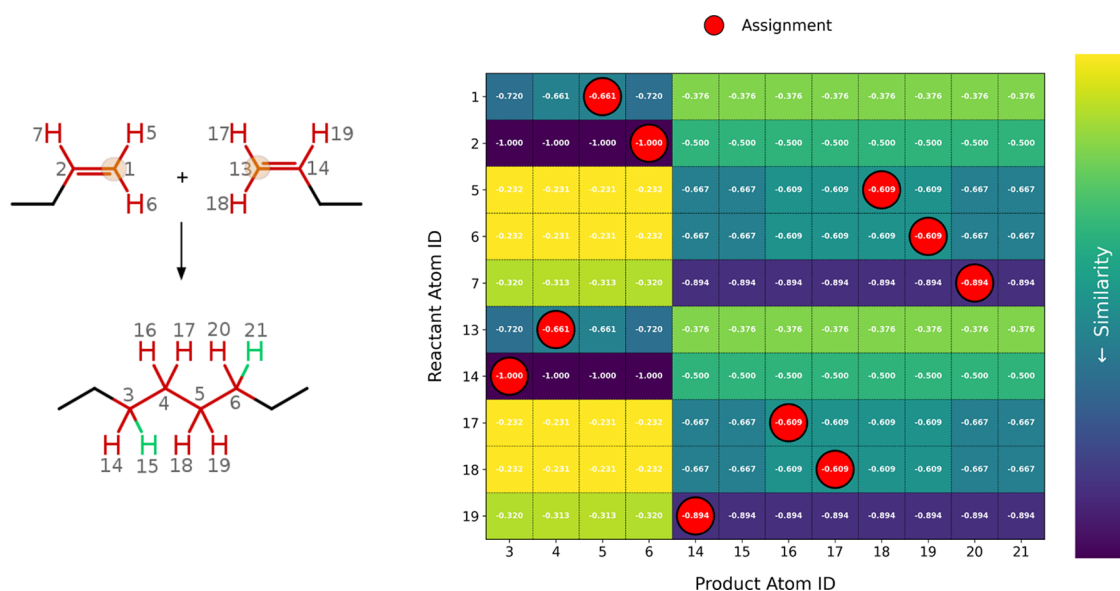 Assignment
7 H H 5
2 1
H 6
+
17 H H 19
13 14
18 H
16 17 20 21
H H H H
3 4 5 6
H H H H
14 15 18 19
Reactant Atom ID
1 -0.720 -0.661 -0.661 -0.720 -0.376 -0.376 -0.376 -0.376 -0.376 -0.376 -0.376 -0.376
2 -1.000 -1.000 -1.000 -1.000 -0.500 -0.500 -0.500 -0.500 -0.500 -0.500 -0.500 -0.500
5 -0.232 -0.231 -0.231 -0.232 -0.667 -0.667 -0.609 -0.609 -0.609 -0.609 -0.667 -0.667
6 -0.232 -0.231 -0.231 -0.232 -0.667 -0.667 -0.609 -0.609 -0.609 -0.609 -0.667 -0.667
7 -0.320 -0.313 -0.313 -0.320 -0.894 -0.894 -0.894 -0.894 -0.894 -0.894 -0.894 -0.894
13 -0.720 -0.661 -0.661 -0.720 -0.376 -0.376 -0.376 -0.376 -0.376 -0.376 -0.376 -0.376
14 -1.000 -1.000 -1.000 -1.000 -0.500 -0.500 -0.500 -0.500 -0.500 -0.500 -0.500 -0.500
17 -0.232 -0.231 -0.231 -0.232 -0.667 -0.667 -0.609 -0.609 -0.609 -0.609 -0.667 -0.667
18 -0.232 -0.231 -0.231 -0.232 -0.667 -0.667 -0.609 -0.609 -0.609 -0.609 -0.667 -0.667
19 -0.320 -0.313 -0.313 -0.320 -0.894 -0.894 -0.894 -0.894 -0.894 -0.894 -0.894 -0.894
3 4 5 6 14 15 16 17 18 19 20 21
Product Atom ID
← Similarity